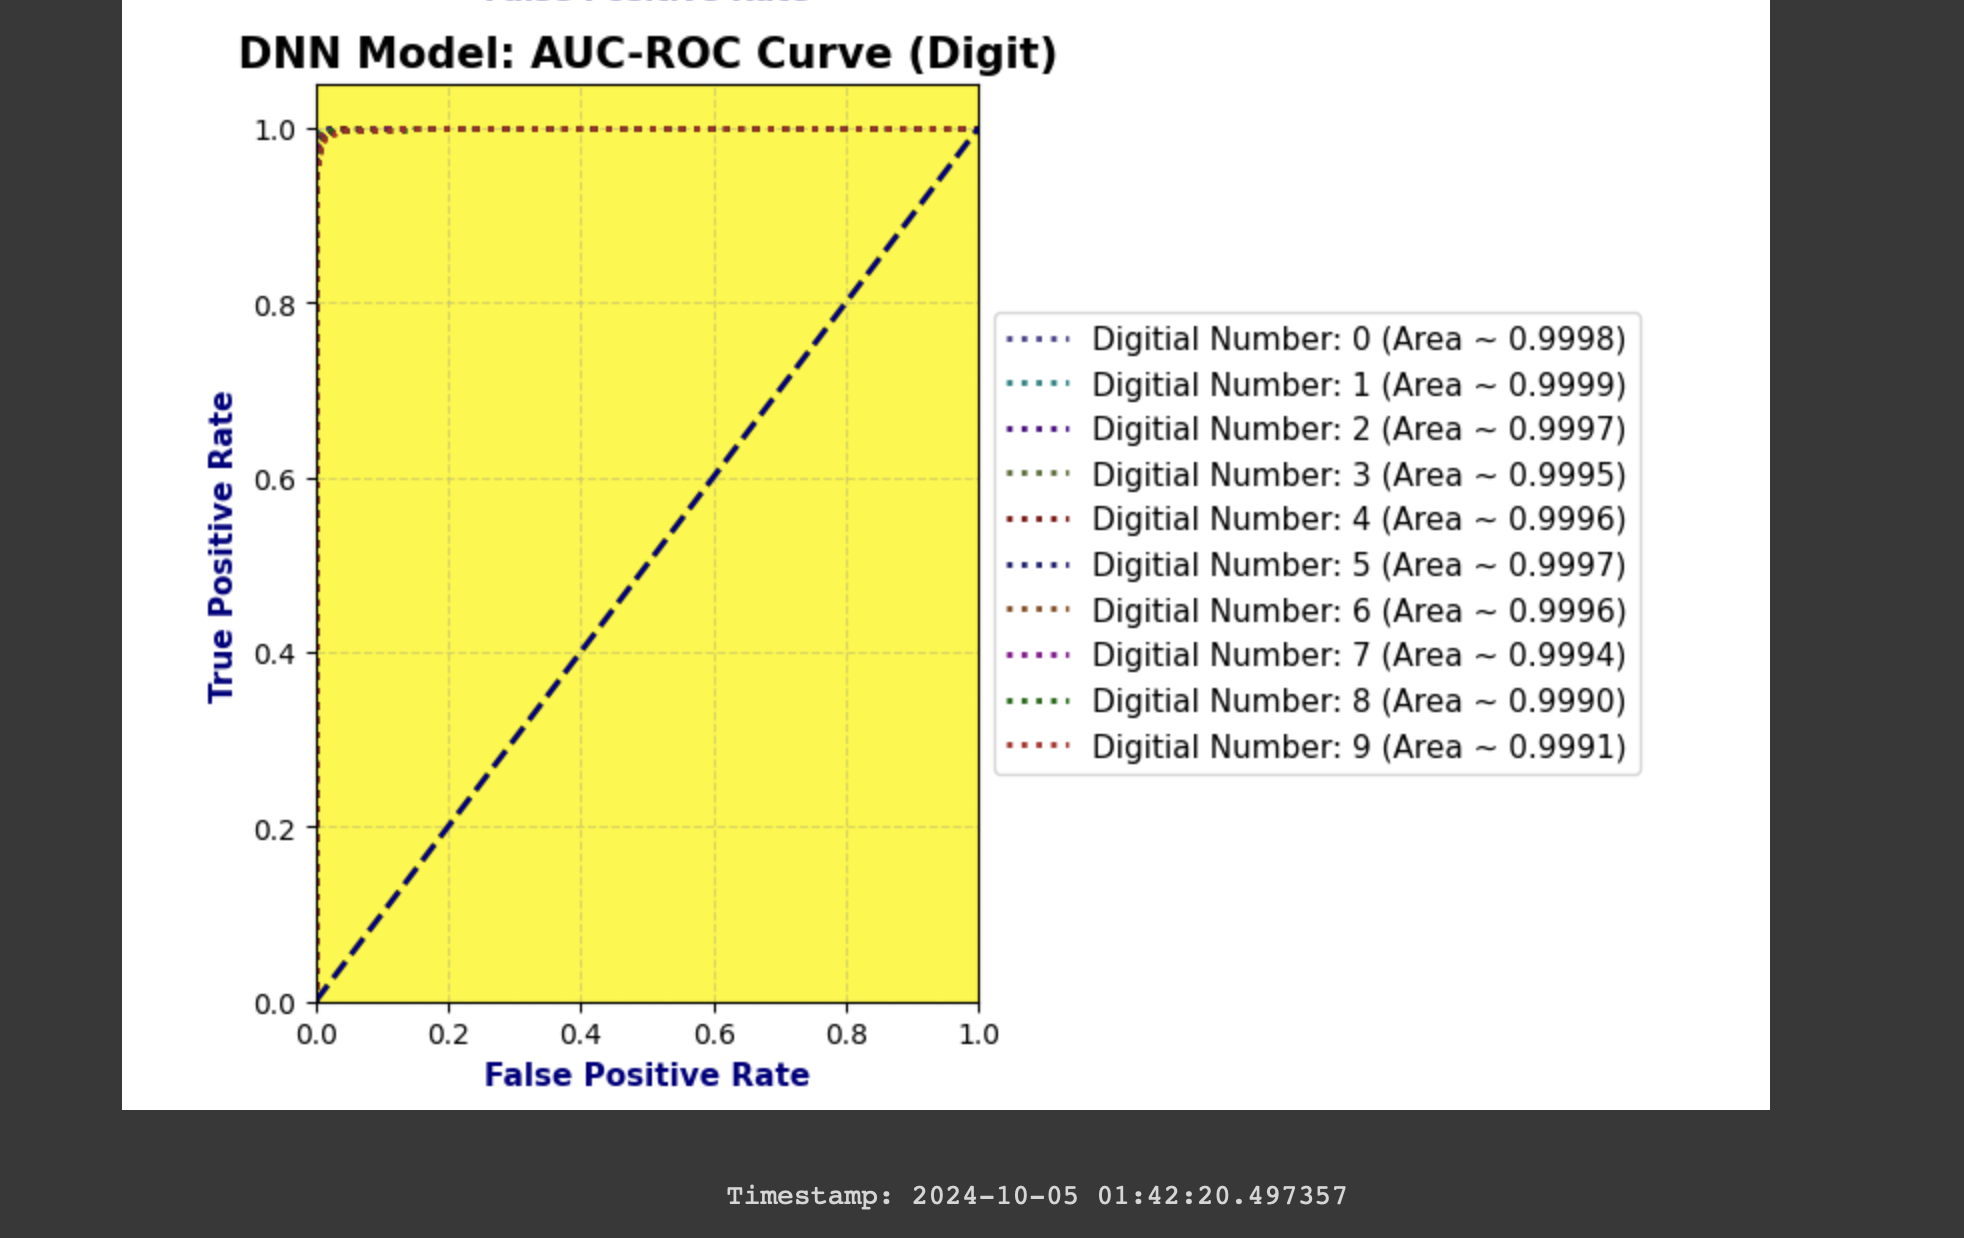 DNN Model: AUC-ROC Curve (Digit)
1.0
0.8
0.6
0.4
0.2
0.0
True Positive Rate
0.0 0.2 0.4 0.6 0.8 1.0
False Positive Rate
Digitial Number: 0 (Area ~ 0.9998)
Digitial Number: 1 (Area ~ 0.9999)
Digitial Number: 2 (Area ~ 0.9997)
Digitial Number: 3 (Area ~ 0.9995)
Digitial Number: 4 (Area ~ 0.9996)
Digitial Number: 5 (Area ~ 0.9997)
Digitial Number: 6 (Area ~ 0.9996)
Digitial Number: 7 (Area ~ 0.9994)
Digitial Number: 8 (Area ~ 0.9990)
Digitial Number: 9 (Area ~ 0.9991)
Timestamp: 2024-10-05 01:42:20.497357